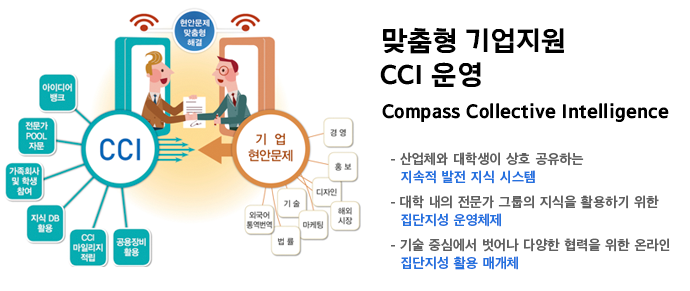 현안문제
맞춤형
해결
아이디어
뱅크
전문가
POOL
자문
가족회사
및 학생
참여
지식 DB
활용
CCI
마일리지
적립
공용장비
활용
CCI
기 업
현안문제
경 영
홍 보
디자인
해외
시장
기 술
마케팅
외국어
통역번역
법 률
맞춤형 기업지원
CCI 운영
Compass Collective Intelligence
- 산업체와 대학생이 상호 공유하는
지속적 발전 지식 시스템
- 대학 내의 전문가 그룹의 지식을 활용하기 위한
집단지성 운영체제
- 기술 중심에서 벗어나 다양한 협력을 위한 온라인
집단지성 활용 매개체